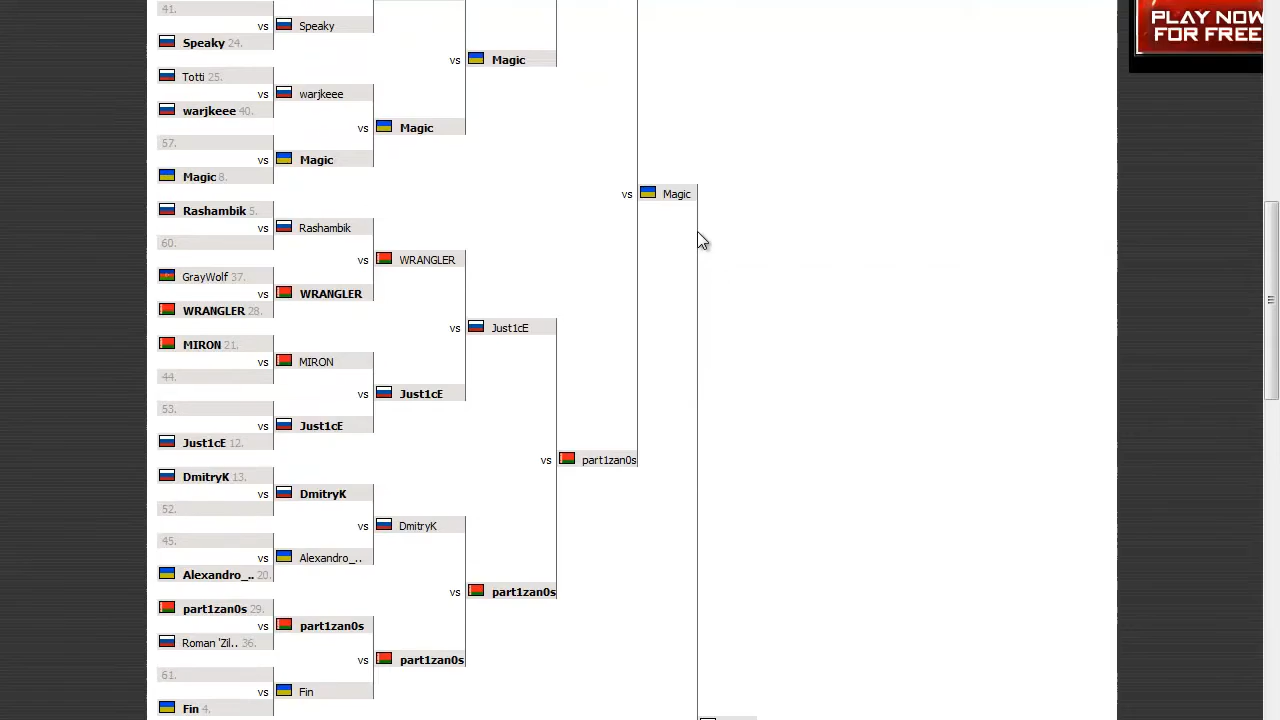 41.
vs Speaky
Speaky 24.
Totti 25.
vs warjkeee
warjkeee 40.
57.
vs Magic
Magic 8.
Rashambik 5.
vs Rashambik
60.
GrayWolf 37.
vs WRANGLER
WRANGLER 28.
MIRON 21.
vs MIRON
44.
53.
vs Just1cE
Just1cE 12.
DmitryK 13.
vs DmitryK
52.
45.
vs Alexandro_..
Alexandro_.. 20.
part1zan0s 29.
vs part1zan0s
Roman 'Zil.. 36.
61.
vs Fin
Fin 4.
vs Magic
vs WRANGLER
vs Just1cE
vs DmitryK
vs part1zan0s
vs Magic
vs Just1cE
vs part1zan0s
vs part1zan0s
vs Magic
PLAY NOW
FOR FREE